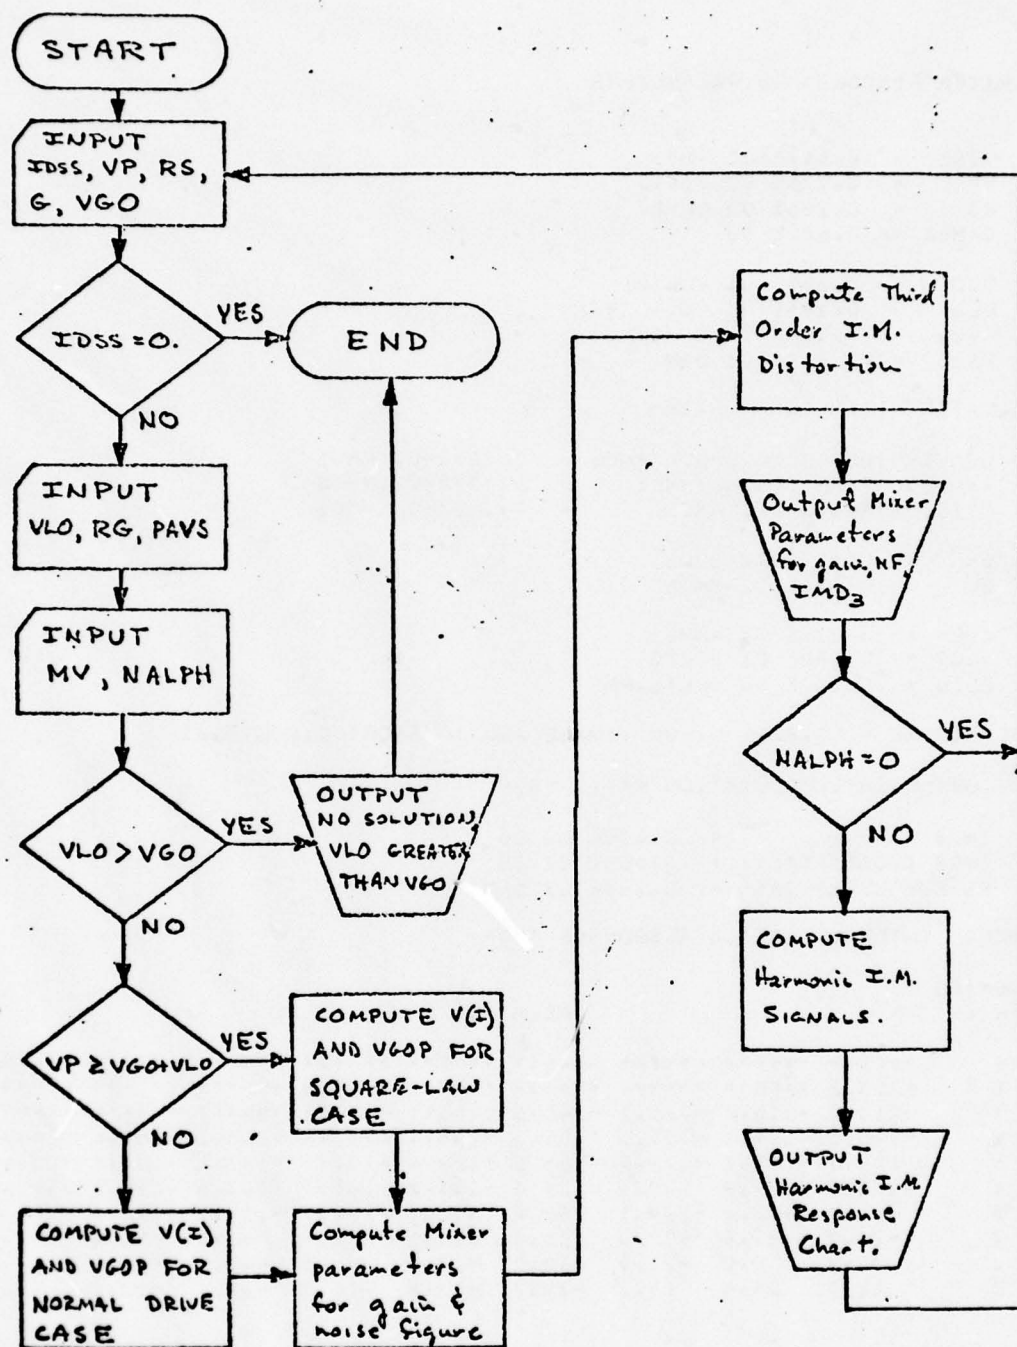 START
INPUT
IDSS, VP, RS,
G, VGO
IDSS = 0.
YES
END
NO
INPUT
VLO, RG, PAVS
INPUT
MV, NALPH
VLO > VGO
YES
OUTPUT
NO SOLUTION,
VLO GREATER
THAN VGO
NO
VP ≥ VGO+VLO
YES
COMPUTE V(I)
AND VGOP FOR
SQUARE-LAW
CASE
NO
COMPUTE V(I)
AND VGOP FOR
NORMAL DRIVE
CASE
Compute Mixer
parameters
for gain &
noise figure
Compute Third
Order I.M.
Distortion
Output Mixer
Parameters
for gain, NF,
IMD3
NALPH = 0
YES
NO
COMPUTE
Harmonic I.M.
SIGNALS.
OUTPUT
Harmonic I.M
Response
Chart.